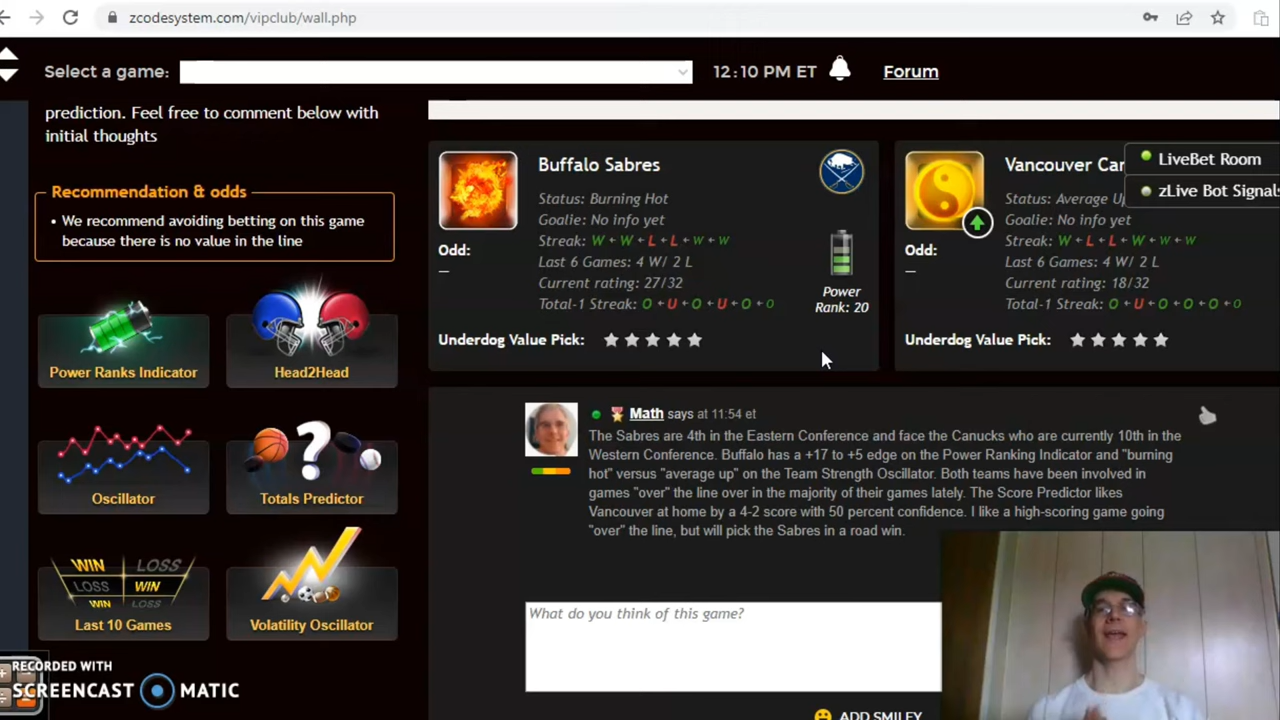 zcodesystem.com/vipclub/wall.php
Select a game:
12:10 PM ET
Forum
prediction. Feel free to comment below with
initial thoughts
Recommendation & odds
• We recommend avoiding betting on this game
because there is no value in the line
Power Ranks Indicator
Head2Head
Oscillator
Totals Predictor
WIN LOSS
LOSS WIN
WIN LOSS
Last 10 Games
Volatility Oscillator
Buffalo Sabres
Status: Burning Hot
Goalie: No info yet
Odd:
—
Streak: W ← W ← L ← L ← W ← W
Last 6 Games: 4 W/ 2 L
Current rating: 27/32
Total-1 Streak: O ← U ← O ← U ← O ← O
Power
Rank: 20
Underdog Value Pick:
Vancouver Can
LiveBet Room
zLive Bot Signals
Status: Average Up
Goalie: No info yet
Odd:
—
Streak: W ← L ← L ← W ← W ← W
Last 6 Games: 4 W/ 2 L
Current rating: 18/32
Total-1 Streak: O ← U ← O ← O ← O ← O
Underdog Value Pick:
Math says at 11:54 et
The Sabres are 4th in the Eastern Conference and face the Canucks who are currently 10th in the
Western Conference. Buffalo has a +17 to +5 edge on the Power Ranking Indicator and "burning
hot" versus "average up" on the Team Strength Oscillator. Both teams have been involved in
games "over" the line over in the majority of their games lately. The Score Predictor likes
Vancouver at home by a 4-2 score with 50 percent confidence. I like a high-scoring game going
"over" the line, but will pick the Sabres in a road win.
What do you think of this game?
ADD SMILEY
RECORDED WITH
SCREENCAST MATIC